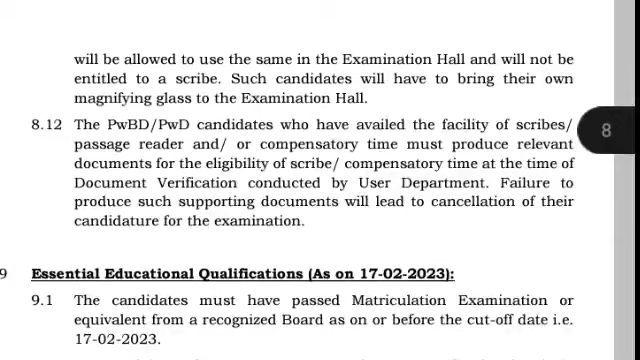 will be allowed to use the same in the Examination Hall and will not be
entitled to a scribe. Such candidates will have to bring their own
magnifying glass to the Examination Hall.
8.12 The PwBD/PwD candidates who have availed the facility of scribes/
passage reader and/ or compensatory time must produce relevant
documents for the eligibility of scribe/ compensatory time at the time of
Document Verification conducted by User Department. Failure to
produce such supporting documents will lead to cancellation of their
candidature for the examination.
8
9 Essential Educational Qualifications (As on 17-02-2023):
9.1 The candidates must have passed Matriculation Examination or
equivalent from a recognized Board as on or before the cut-off date i.e.
17-02-2023.